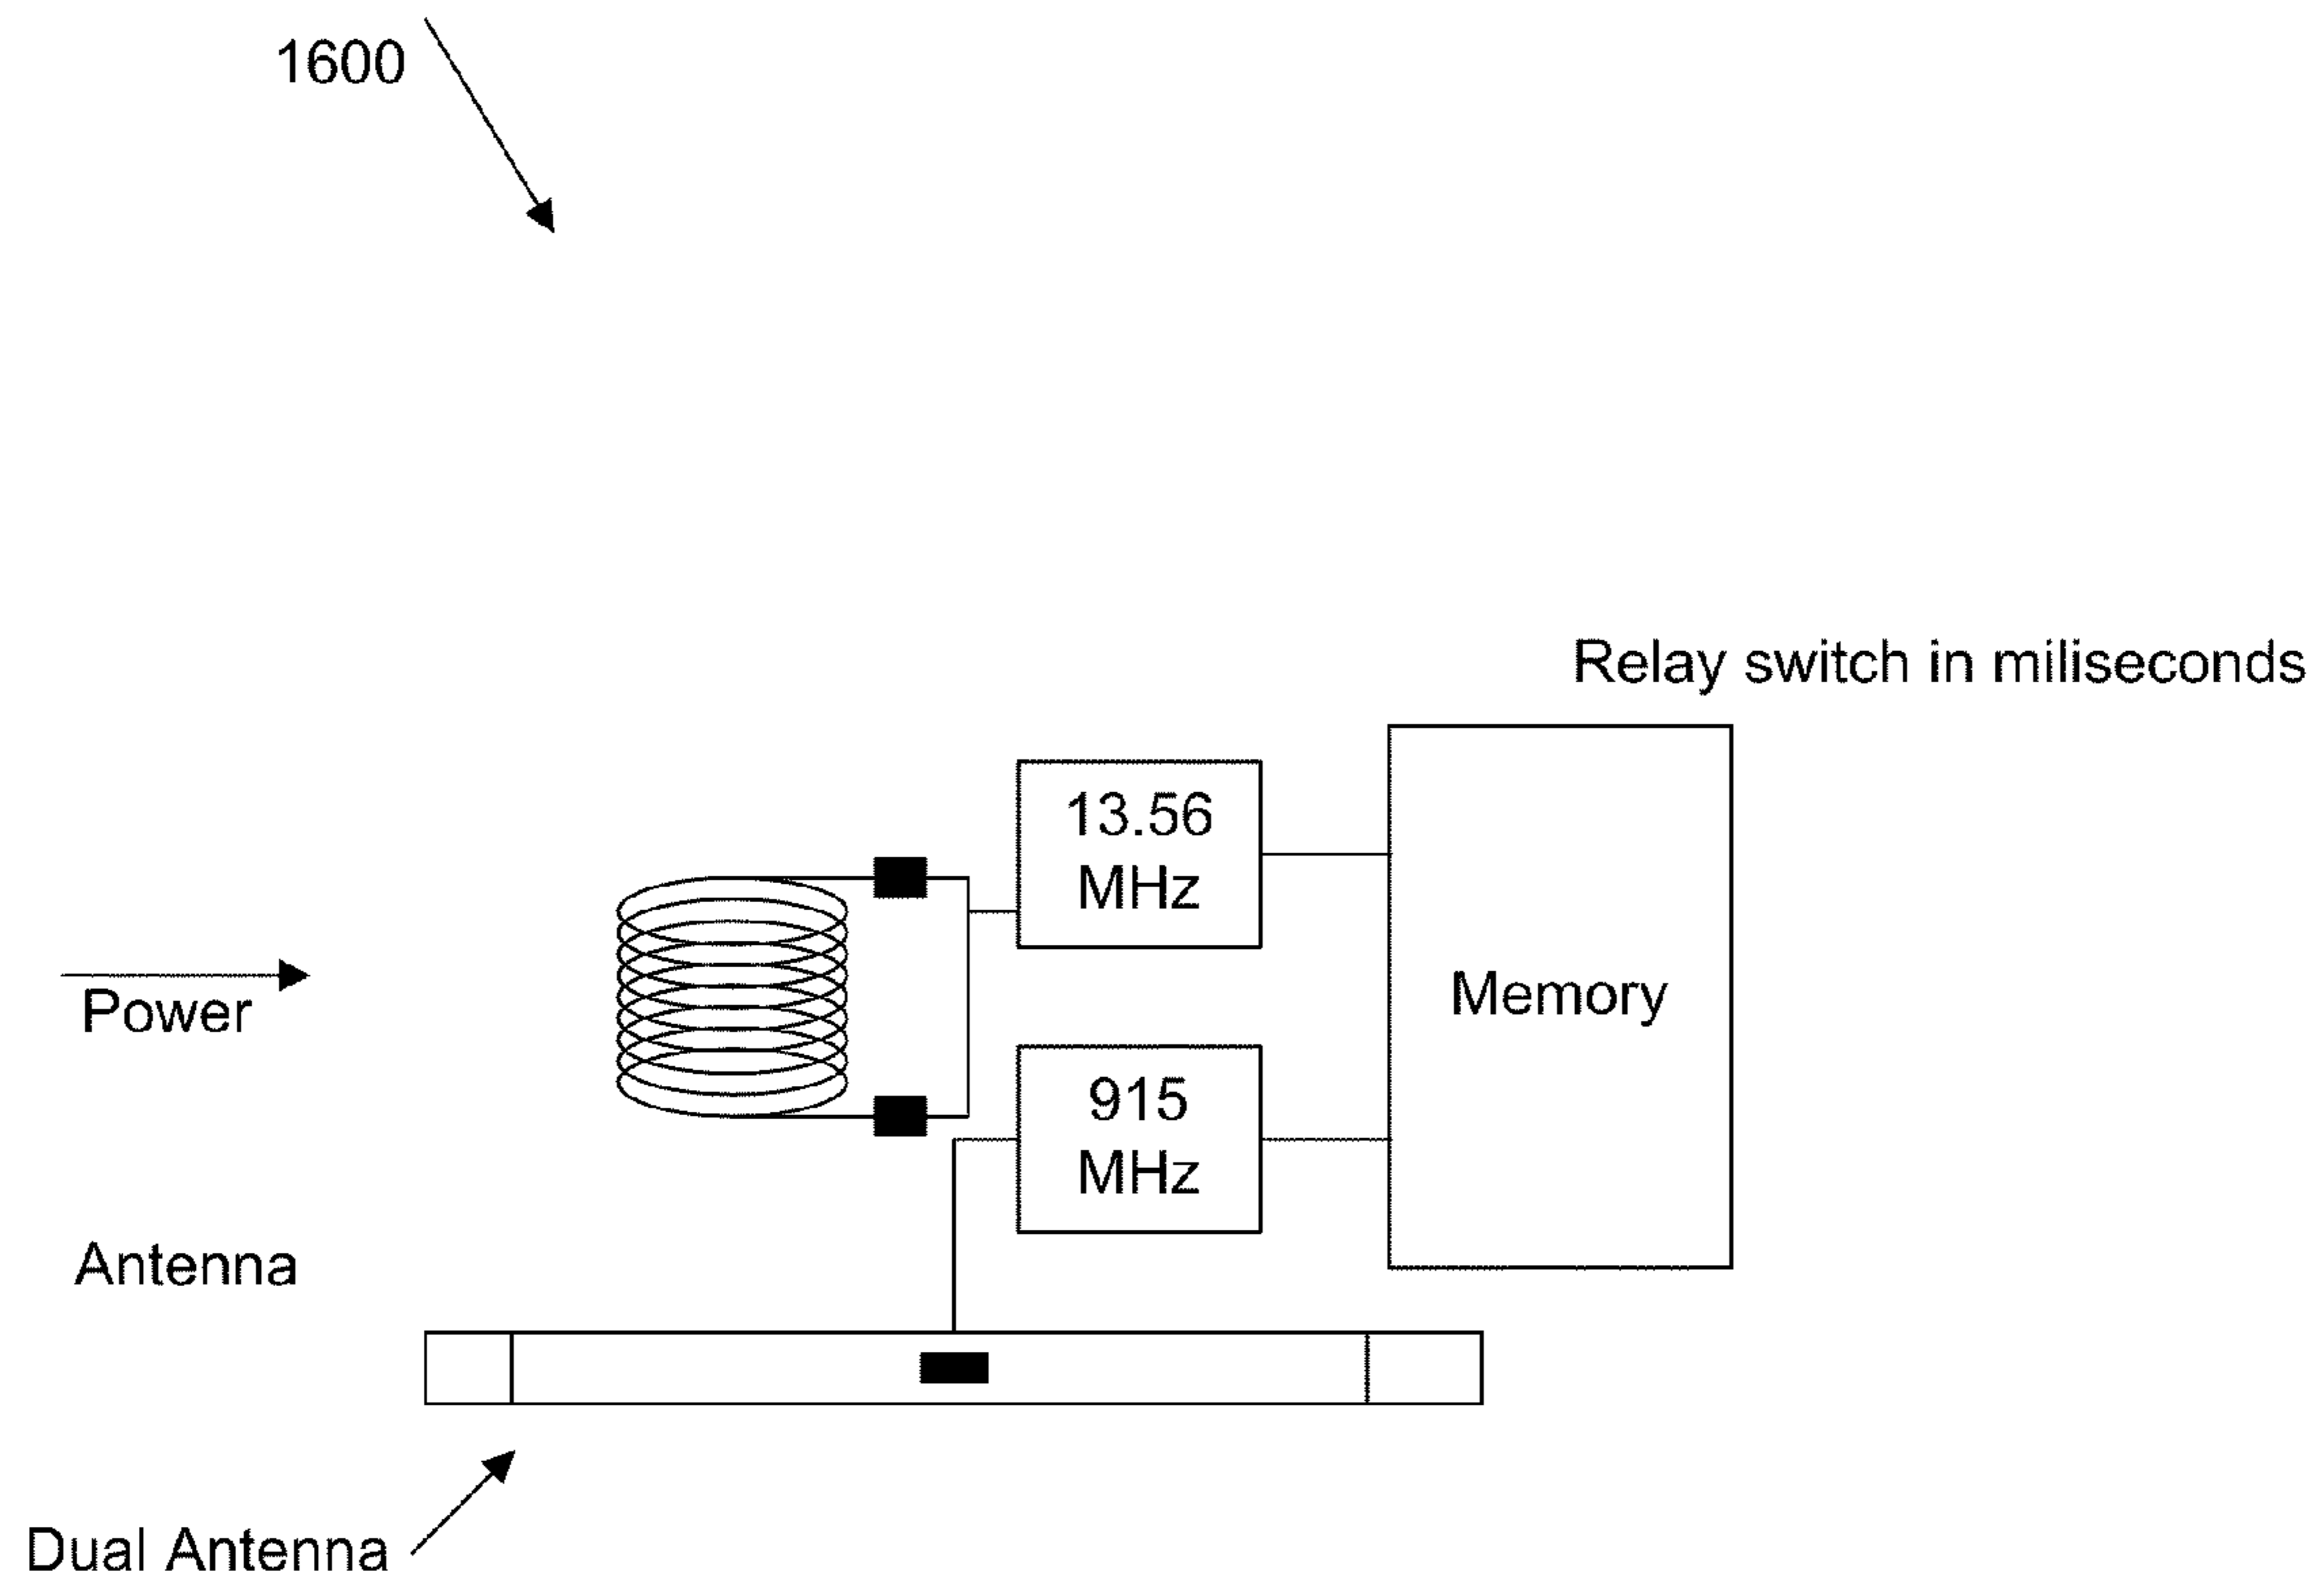 1600
Relay switch in miliseconds
13.56
MHz
Memory
Power
915
MHz
Antenna
Dual Antenna